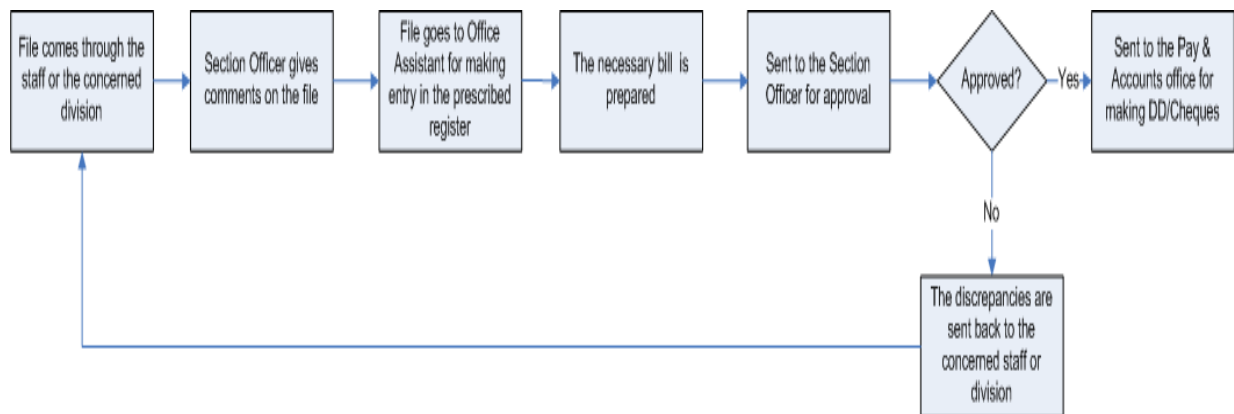 File comes through the
staff or the concerned
division
Section Officer gives
comments on the file
File goes to Office
Assistant for making
entry in the prescribed
register
The necessary bill is
prepared
Sent to the Section
Officer for approval
Approved?
Yes
Sent to the Pay &
Accounts office for
making DD/Cheques
No
The discrepancies are
sent back to the
concerned staff or
division